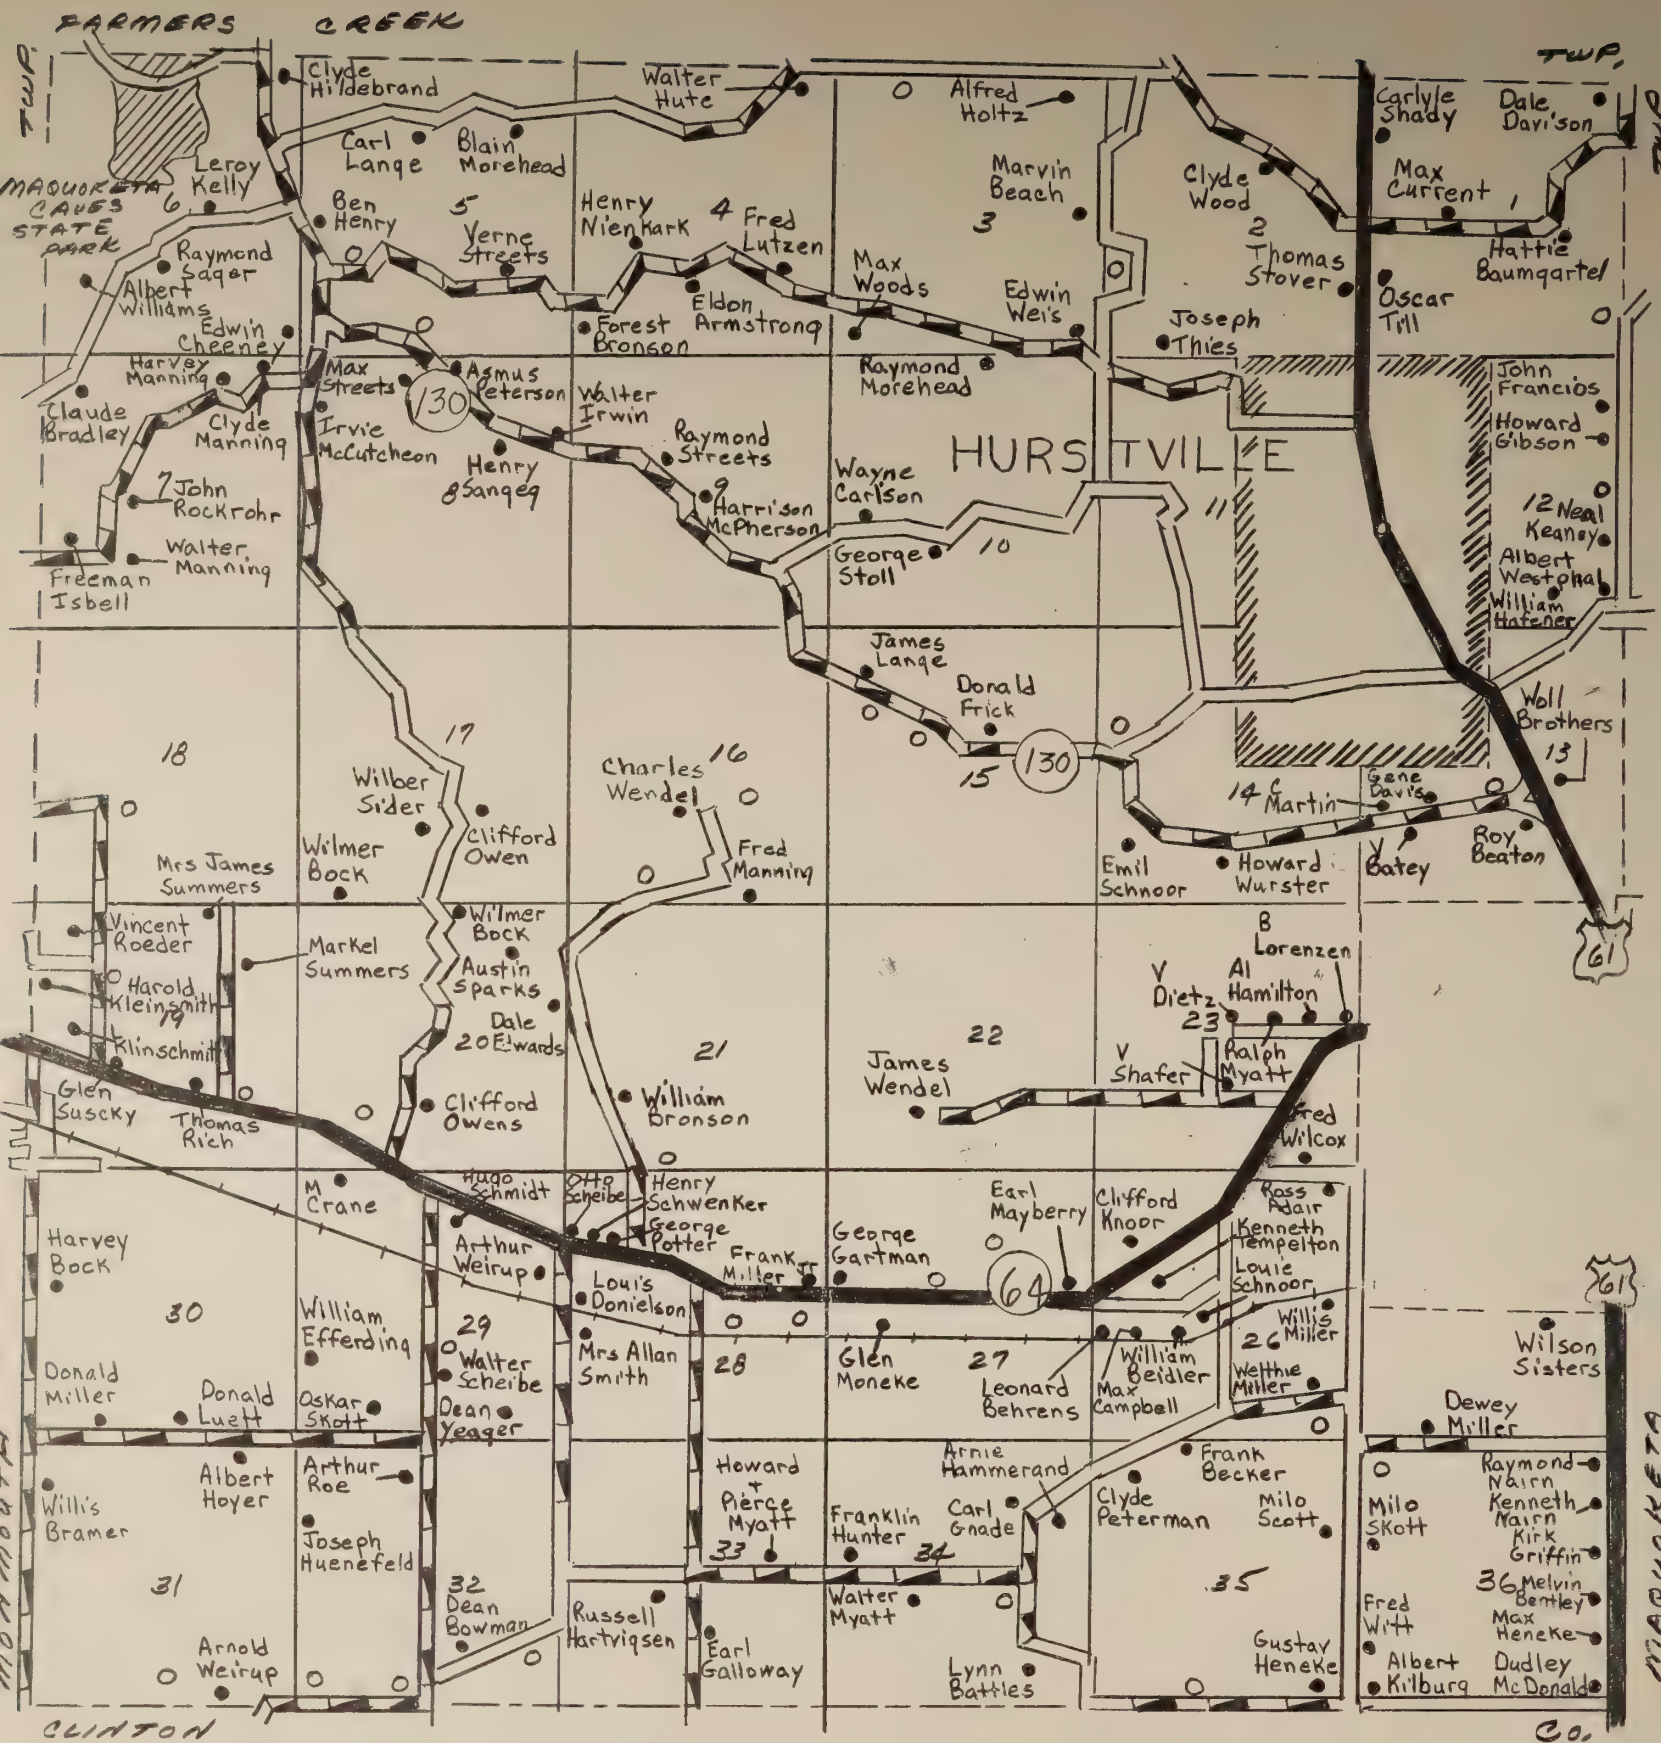 FARMERS CREEK
TWP.
TWP.
TWP
Clyde
Hildebrand
Walter
Hute
Alfred
Holtz
Carlyle
Shady
Dale
Davison
Carl
Lange
Blain
Morehead
Leroy
Kelly
MAQUOKETA
CAVES
STATE
PARK
6
Ben
Henry
5
Verne
Streets
Henry
Nienkark
4
Fred
Lutzen
Marvin
Beach
3
Clyde
Wood
2
Max
Current
1
Thomas
Stover
Hattie
Baumgartel
Raymond
Sager
Albert
Williams
Max
Woods
Edwin
Weis
Oscar
Till
Edwin
Cheeney
Forest
Bronson
Eldon
Armstrong
Joseph
Thies
Harvey
Manning
Max
Streets
Asmus
Peterson
130
Walter
Irwin
Raymond
Morehead
John
Francios
Claude
Bradley
Clyde
Manning
Irvie
McCutcheon
Henry
Sangeg
8
Raymond
Streets
9
Harrison
McPherson
HURSTVILLE
Howard
Gibson
Wayne
Carlson
7 John
Rockrohr
George
Stoll
10
11
12 Neal
Keaney
Walter
Manning
Freeman
Isbell
Albert
Westphal
William
Hafener
James
Lange
Donald
Frick
Woll
Brothers
13
18
17
Charles
Wendel
16
15
130
14
C
Martin
Gene
Davis
Wilber
Sider
Clifford
Owen
Fred
Manning
Emil
Schnoor
Howard
Wurster
V
Batey
Roy
Beaton
Mrs James
Summers
Wilmer
Bock
Vincent
Roeder
Markel
Summers
Wilmer
Bock
Austin
Sparks
B
Lorenzen
61
Harold
Kleinsmith
19
L
Klinschmit
Dale
Edwards
20
21
22
V
Dietz
23
Al
Hamilton
Glen
Suscky
Thomas
Rich
Clifford
Owens
William
Bronson
James
Wendel
V
Shafer
Ralph
Myatt
Fred
Wilcox
M
Crane
Hugo
Schmidt
Otto
Scheibe
Henry
Schwenker
George
Potter
Earl
Mayberry
Clifford
Knoor
Ross
Adair
Harvey
Bock
Arthur
Weirup
Frank
Miller Jr
George
Gartman
64
Kenneth
Tempelton
Louie
Schnoor
61
Louis
Donielson
30
William
Efferding
29
Walter
Scheibe
Mrs Allan
Smith
28
Glen
Moneke
27
Leonard
Behrens
Max
Campbell
William
Beidler
26
Willis
Miller
Welthie
Miller
Wilson
Sisters
Donald
Miller
Donald
Luett
Oskar
Skott
Dean
Yeager
Dewey
Miller
Albert
Hoyer
Arthur
Roe
Howard
+
Pierce
Myatt
Arnie
Hammerand
Frank
Becker
Raymond
Nairn
Willis
Bramer
Joseph
Huenefeld
33
Franklin
Hunter
34
Carl
Gnade
Clyde
Peterman
Milo
Scott
Milo
Skott
Kenneth
Nairn
Kirk
Griffin
31
32
Dean
Bowman
Russell
Hartvigsen
Walter
Myatt
35
36
Melvin
Bentley
Fred
Witt
Max
Heneke
Arnold
Weirup
Earl
Galloway
Lynn
Battles
Gustav
Heneke
Albert
Kilburg
Dudley
McDonald
MAQUOKETA
CLINTON CO.